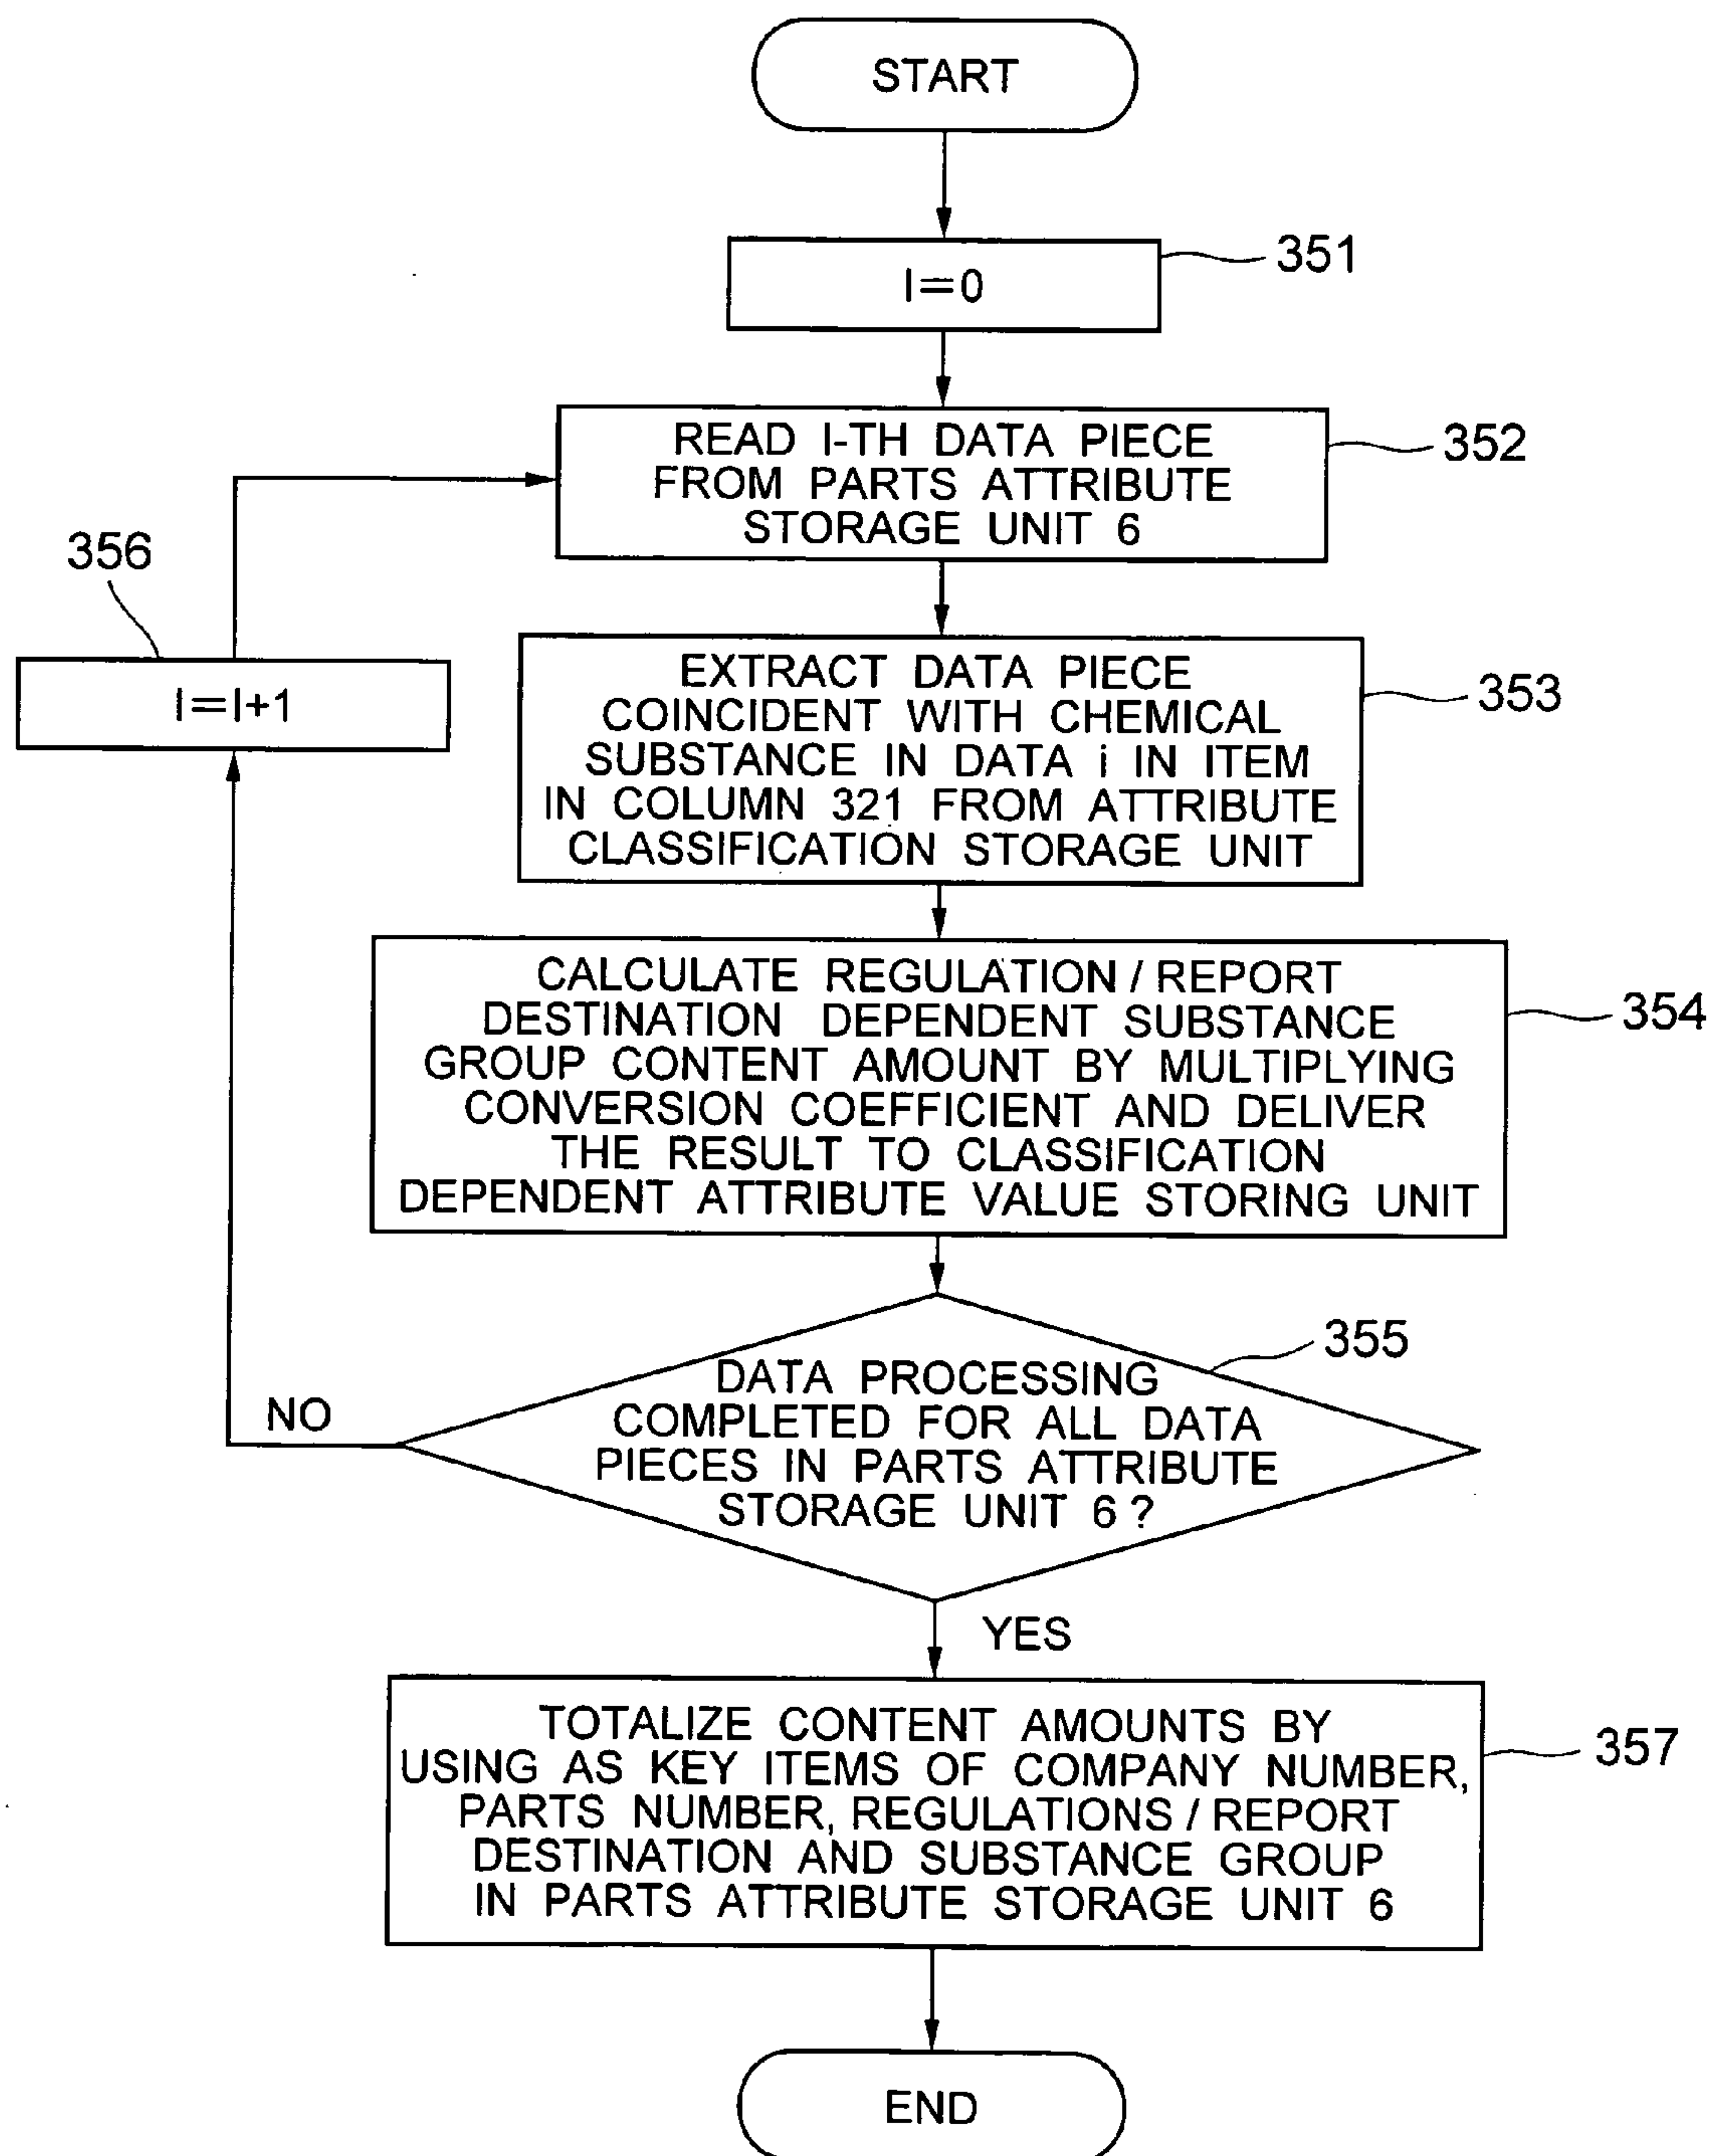 START
I=0
351
READ I-TH DATA PIECE
FROM PARTS ATTRIBUTE
STORAGE UNIT 6
352
356
I=I+1
EXTRACT DATA PIECE
COINCIDENT WITH CHEMICAL
SUBSTANCE IN DATA i IN ITEM
IN COLUMN 321 FROM ATTRIBUTE
CLASSIFICATION STORAGE UNIT
353
CALCULATE REGULATION / REPORT
DESTINATION DEPENDENT SUBSTANCE
GROUP CONTENT AMOUNT BY MULTIPLYING
CONVERSION COEFFICIENT AND DELIVER
THE RESULT TO CLASSIFICATION
DEPENDENT ATTRIBUTE VALUE STORING UNIT
354
DATA PROCESSING
COMPLETED FOR ALL DATA
PIECES IN PARTS ATTRIBUTE
STORAGE UNIT 6 ?
355
NO
YES
TOTALIZE CONTENT AMOUNTS BY
USING AS KEY ITEMS OF COMPANY NUMBER,
PARTS NUMBER, REGULATIONS / REPORT
DESTINATION AND SUBSTANCE GROUP
IN PARTS ATTRIBUTE STORAGE UNIT 6
357
END